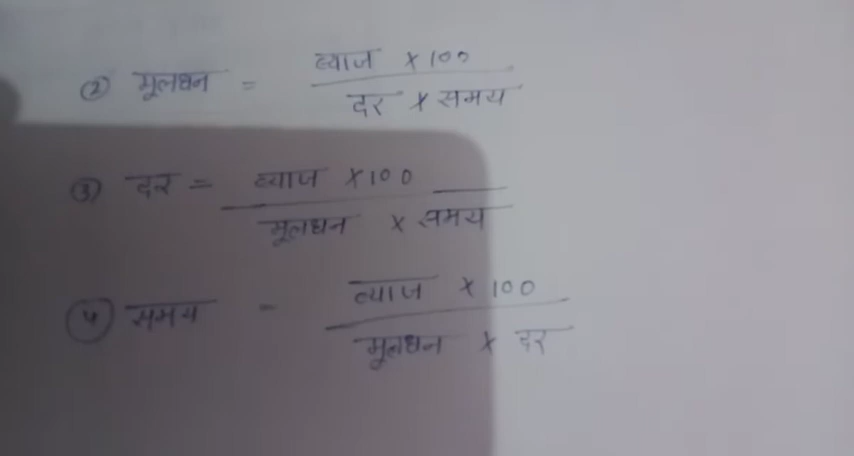 ② मूलधन = ब्याज × 100
दर × समय
③ दर = ब्याज × 100
मूलधन × समय
④ समय - ब्याज × 100
मूलधन × दर